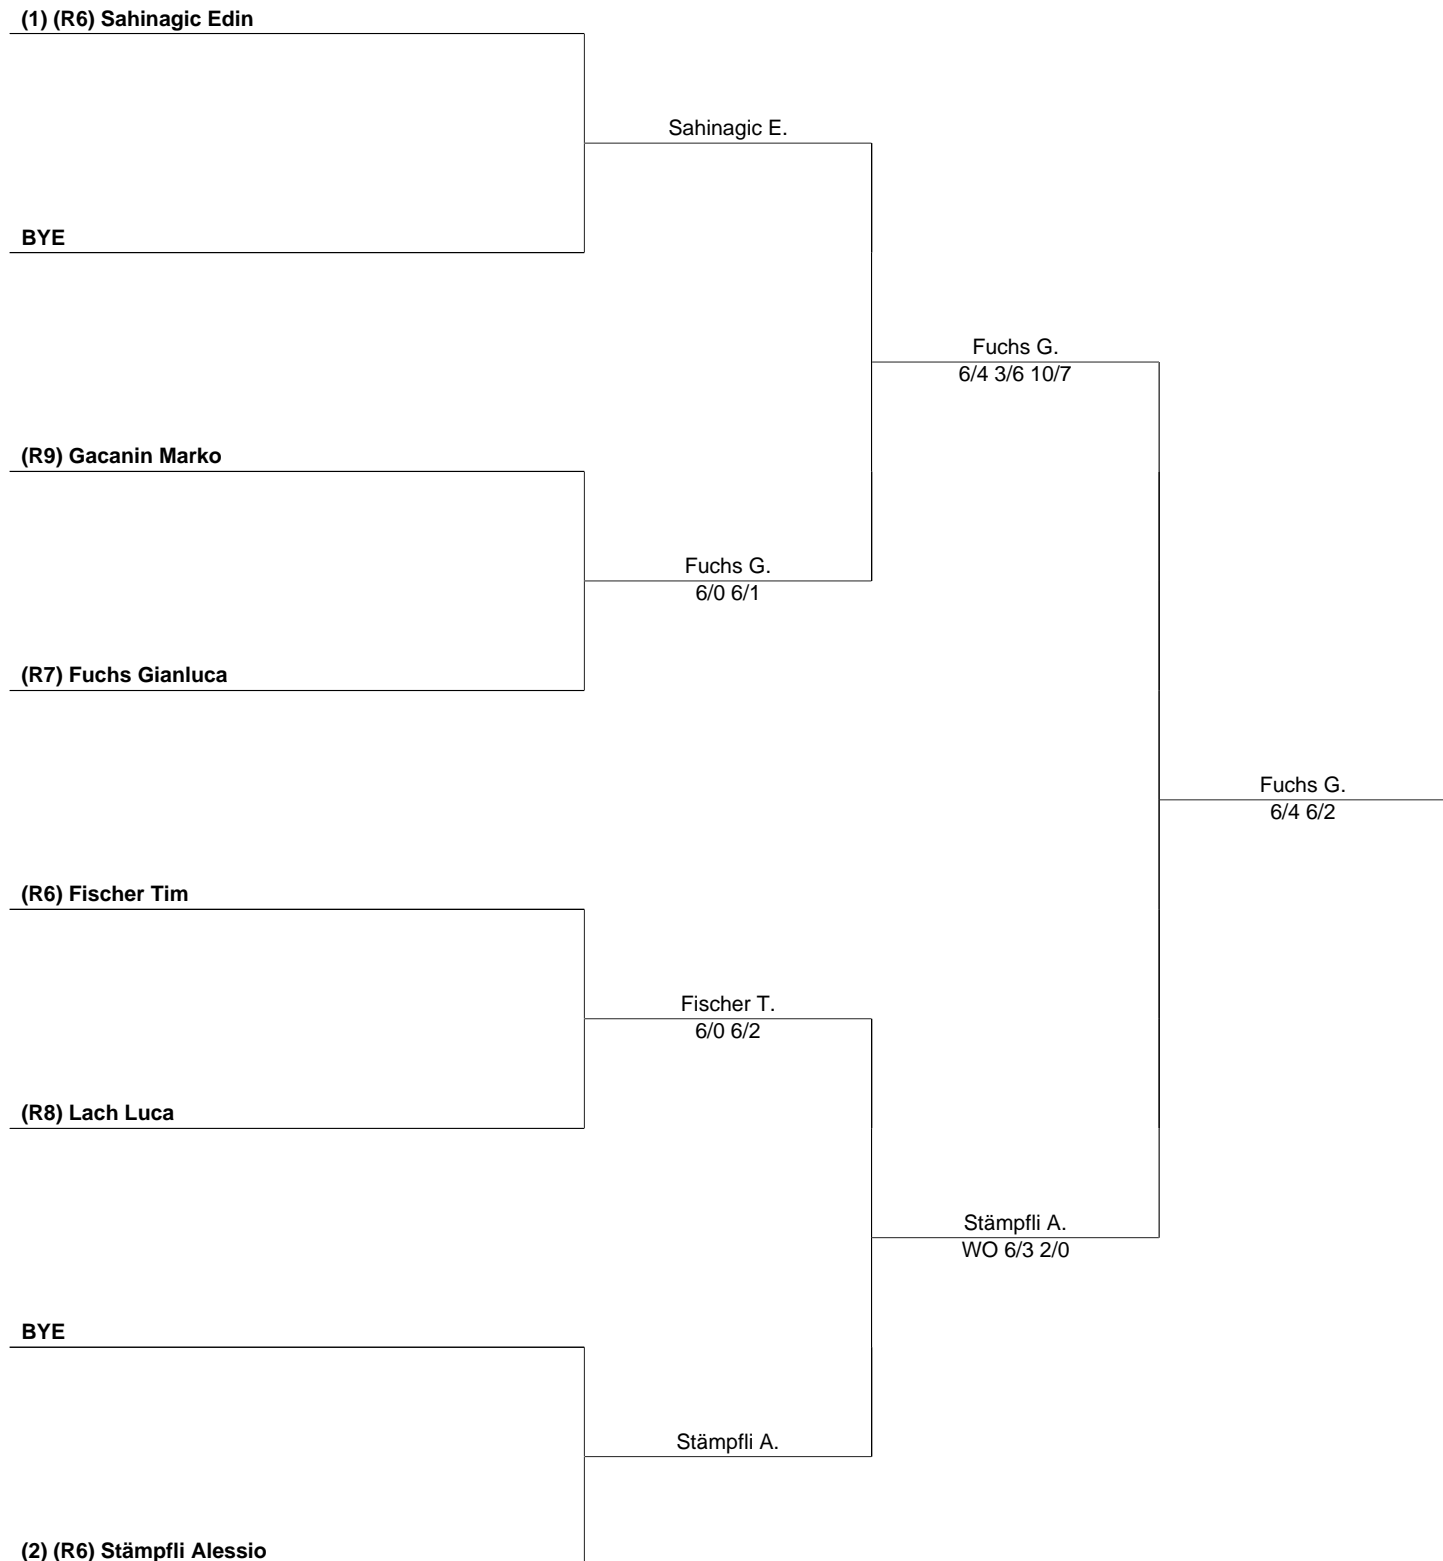 (1) (R6) Sahinagic Edin
Sahinagic E.
BYE
Fuchs G.
6/4 3/6 10/7
(R9) Gacanin Marko
Fuchs G.
6/0 6/1
(R7) Fuchs Gianluca
Fuchs G.
6/4 6/2
(R6) Fischer Tim
Fischer T.
6/0 6/2
(R8) Lach Luca
Stämpfli A.
WO 6/3 2/0
BYE
Stämpfli A.
(2) (R6) Stämpfli Alessio